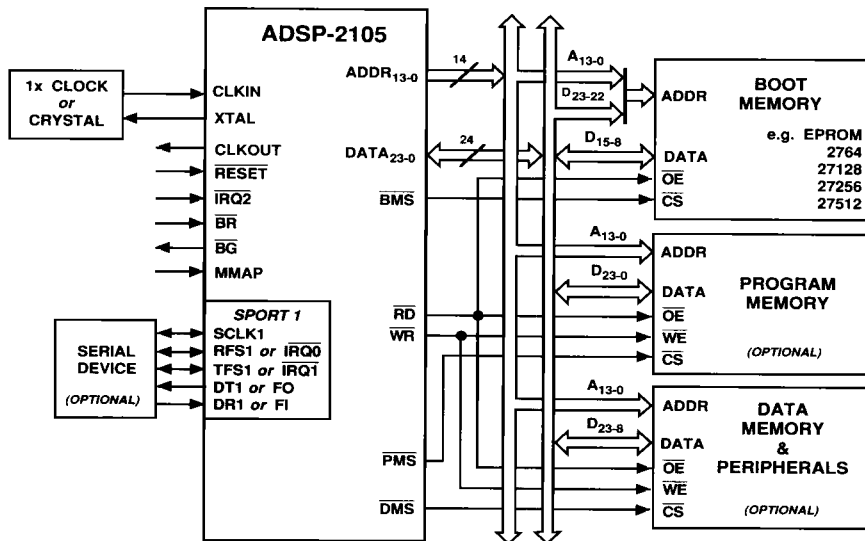 ADSP-2105
1x CLOCK
or
CRYSTAL
CLKIN
XTAL
CLKOUT
RESET
IRQ2
BR
BG
MMAP
ADDR13-0
14
DATA23-0
24
BMS
RD
WR
PMS
DMS
SPORT 1
SCLK1
RFS1 or IRQ0
TFS1 or IRQ1
DT1 or FO
DR1 or FI
SERIAL
DEVICE
(OPTIONAL)
A13-0
D23-22
D15-8
ADDR
DATA
OE
CS
BOOT
MEMORY
e.g. EPROM
2764
27128
27256
27512
A13-0
D23-0
ADDR
DATA
OE
WE
CS
PROGRAM
MEMORY
(OPTIONAL)
A13-0
D23-8
ADDR
DATA
OE
WE
CS
DATA
MEMORY
&
PERIPHERALS
(OPTIONAL)